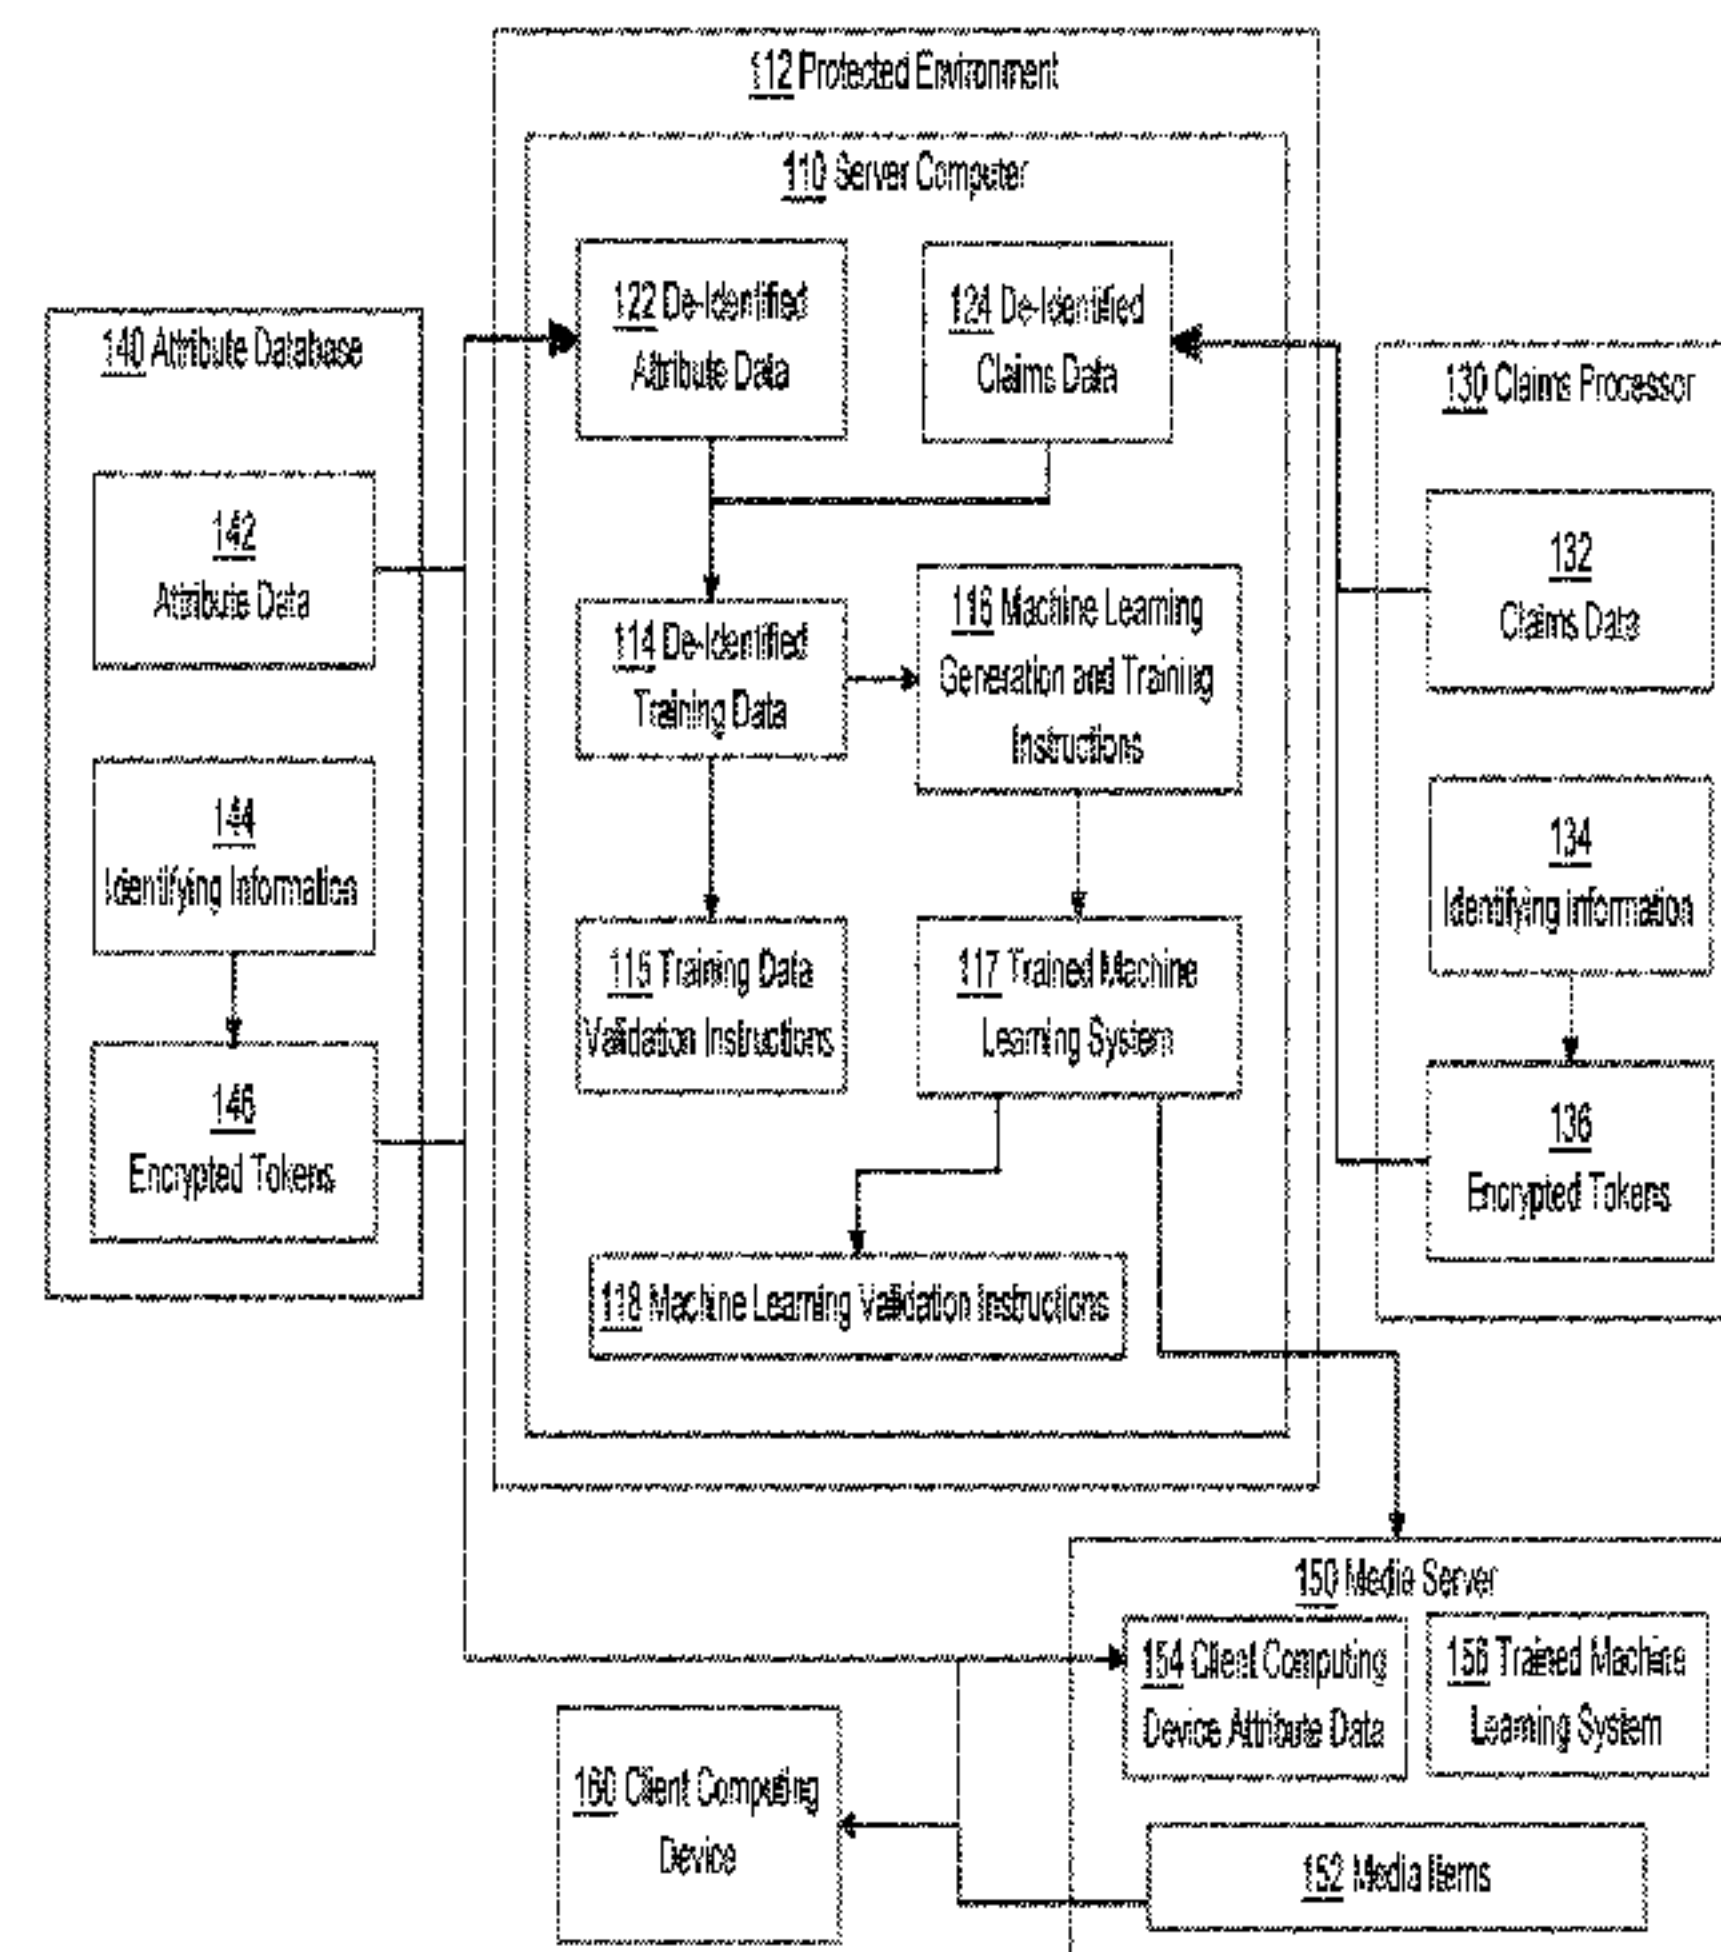 112 Protected Environment
110 Server Computer
122 De-Identified
Attribute Data
124 De-Identified
Claims Data
140 Attribute Database
142
Attribute Data
144
Identifying Information
146
Encrypted Tokens
130 Claims Processor
132
Claims Data
134
Identifying information
136
Encrypted Tokens
114 De-Identified
Training Data
116 Machine Learning
Generation and Training
Instructions
115 Training Data
Validation Instructions
117 Trained Machine
Learning System
118 Machine Learning Validation Instructions
150 Media Server
154 Client Computing
Device Attribute Data
156 Trained Machine
Learning System
160 Client Computing
Device
152 Media Items